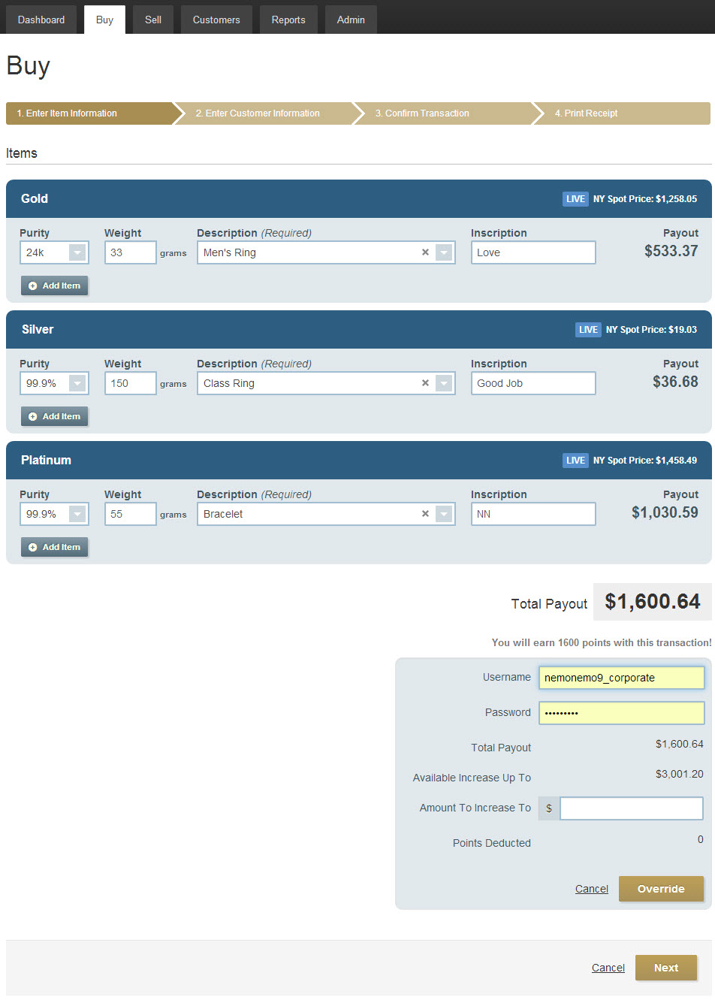 Dashboard Buy Sell Customers Reports Admin
Buy
1. Enter Item Information 2. Enter Customer Information 3. Confirm Transaction 4. Print Receipt
Items
Gold LIVE NY Spot Price: $1,258.05
Purity Weight Description (Required) Inscription Payout
24k 33 grams Men's Ring × Love $533.37
Add Item
Silver LIVE NY Spot Price: $19.03
Purity Weight Description (Required) Inscription Payout
99.9% 150 grams Class Ring × Good Job $36.68
Add Item
Platinum LIVE NY Spot Price: $1,458.49
Purity Weight Description (Required) Inscription Payout
99.9% 55 grams Bracelet × NN $1,030.59
Add Item
Total Payout $1,600.64
You will earn 1600 points with this transaction!
Username nemonemo9_corporate
Password •••••••••
Total Payout $1,600.64
Available Increase Up To $3,001.20
Amount To Increase To $
Points Deducted 0
Cancel Override
Cancel Next